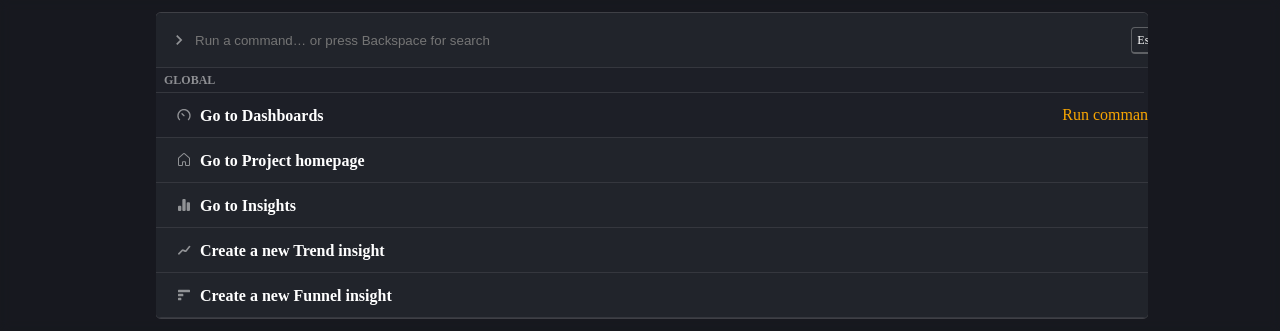 Run a command… or press Backspace for search
Es
GLOBAL
Go to Dashboards
Run comman
Go to Project homepage
Go to Insights
Create a new Trend insight
Create a new Funnel insight